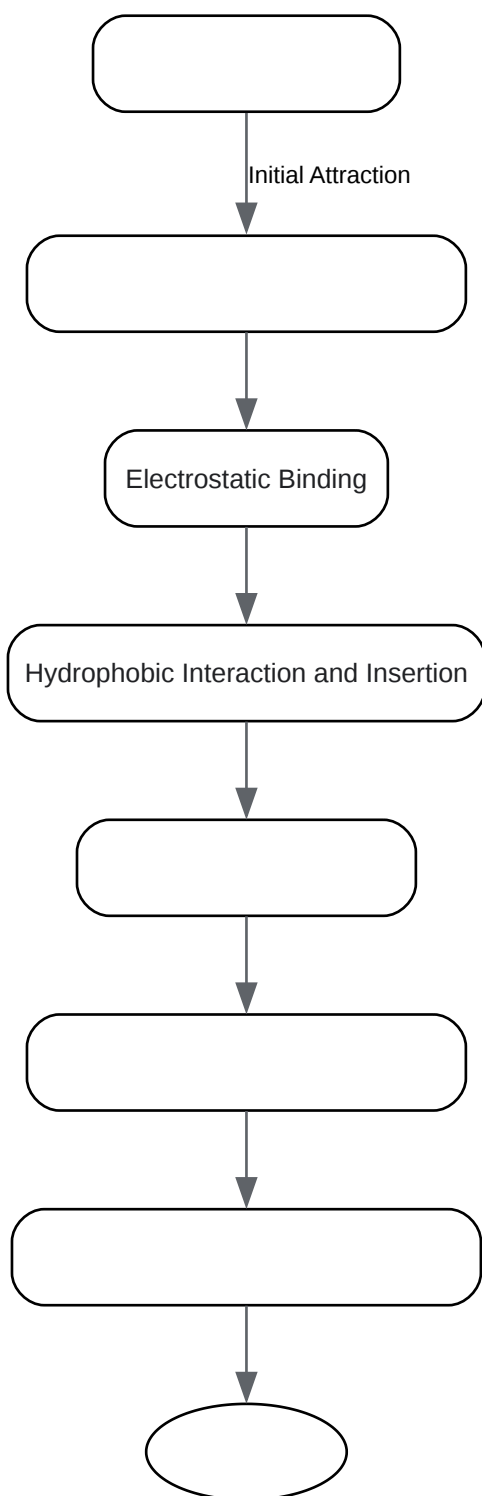 Initial Attraction
Electrostatic Binding
Hydrophobic Interaction and Insertion